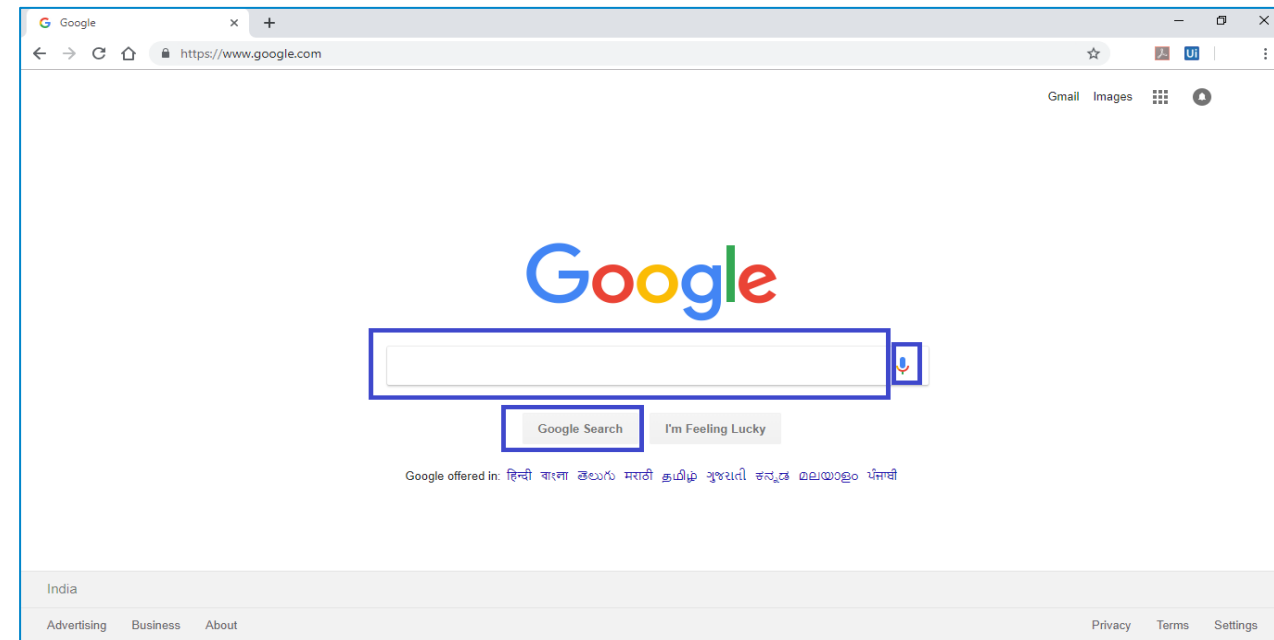 Google
https://www.google.com
Ui
Gmail Images
Google
Google Search I'm Feeling Lucky
Google offered in: हिन्दी বাংলা తెలుగు मराठी தமிழ் ગુજરાતી ಕನ್ನಡ മലയാളം ਪੰਜਾਬੀ
India
Advertising Business About Privacy Terms Settings